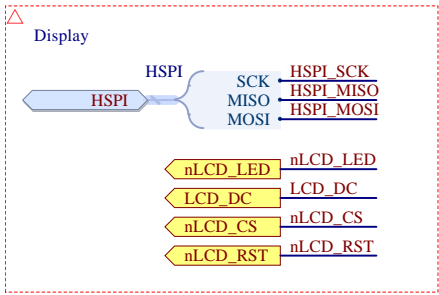 Display
HSPI
HSPI
SCK HSPI_SCK
MISO HSPI_MISO
MOSI HSPI_MOSI
nLCD_LED nLCD_LED
LCD_DC LCD_DC
nLCD_CS nLCD_CS
nLCD_RST nLCD_RST